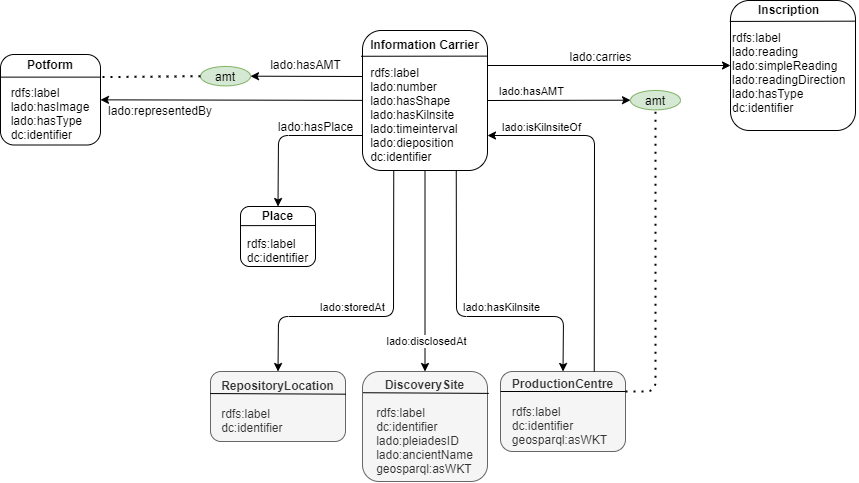 Potform
rdfs:label
lado:hasImage
lado:hasType
dc:identifier
lado:hasAMT
amt
lado:representedBy
lado:hasPlace
Information Carrier
rdfs:label
lado:number
lado:hasShape
lado:hasKilnsite
lado:timeinterval
lado:dieposition
dc:identifier
lado:carries
lado:hasAMT
amt
lado:isKilnsiteOf
Inscription
rdfs:label
lado:reading
lado:simpleReading
lado:readingDirection
lado:hasType
dc:identifier
Place
rdfs:label
dc:identifier
lado:storedAt
lado:disclosedAt
lado:hasKilnsite
RepositoryLocation
rdfs:label
dc:identifier
DiscoverySite
rdfs:label
dc:identifier
lado:pleiadesID
lado:ancientName
geosparql:asWKT
ProductionCentre
rdfs:label
dc:identifier
geosparql:asWKT